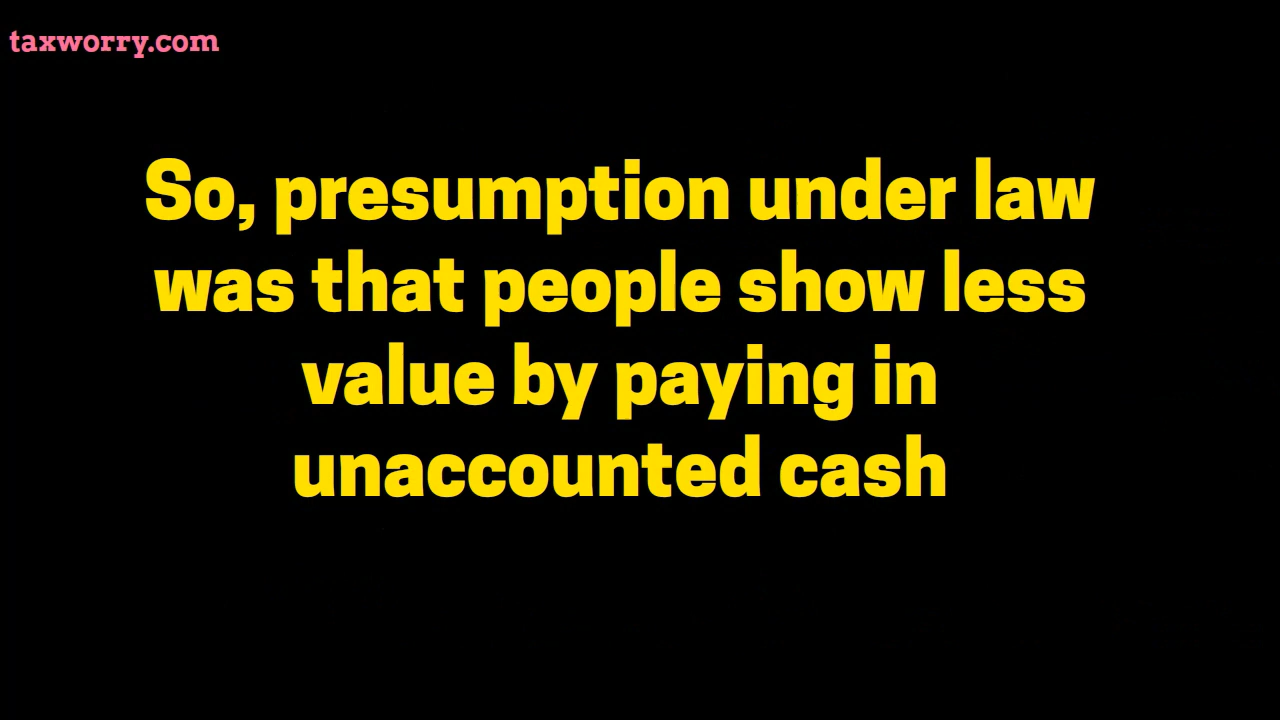 taxworry.com
So, presumption under law
was that people show less
value by paying in
unaccounted cash